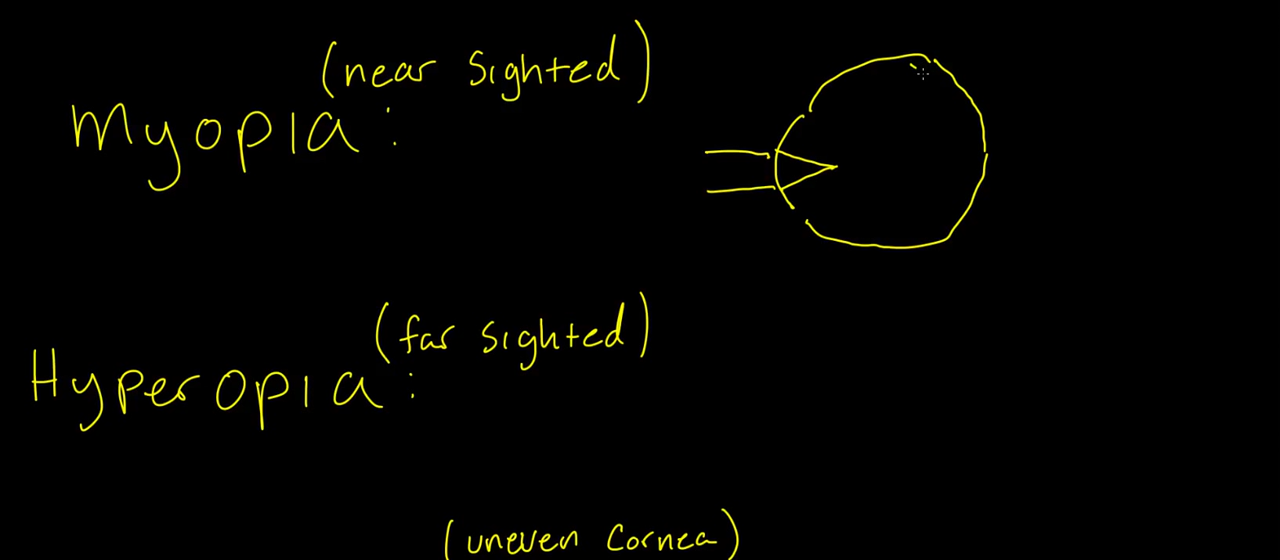 (near sighted)
Myopia:
(far sighted)
Hyperopia:
(uneven cornea)